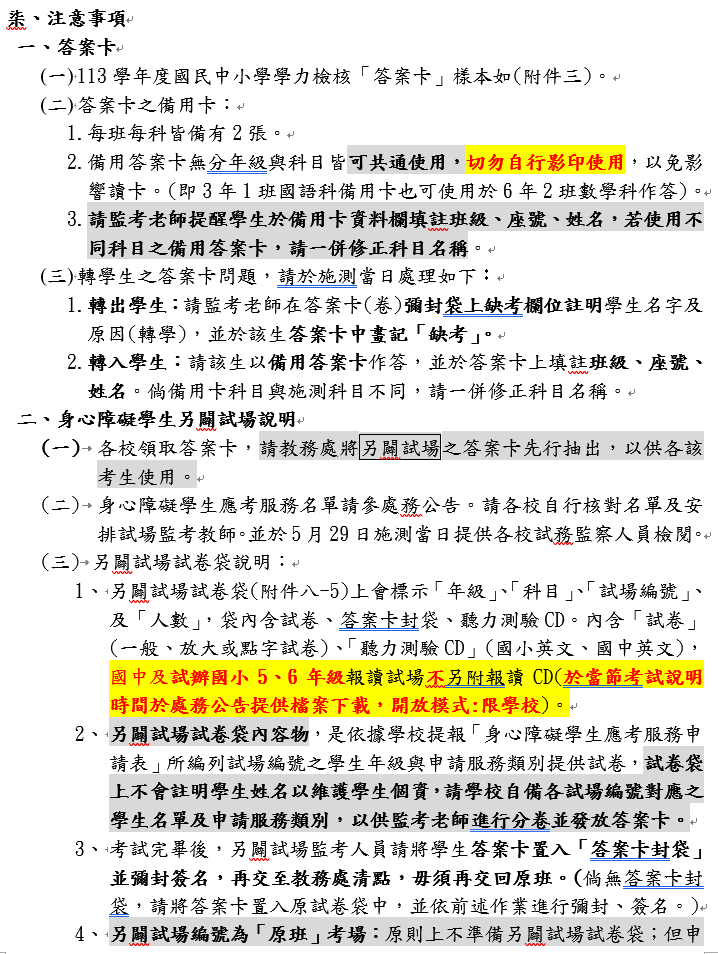 柒、注意事項
一、答案卡
(一)113學年度國民中小學學力檢核「答案卡」樣本如(附件三)。
(二)答案卡之備用卡：
1.每班每科皆備有2張。
2.備用答案卡無分年級與科目皆可共通使用，切勿自行影印使用，以免影
響讀卡。(即3年1班國語科備用卡也可使用於6年2班數學科作答)。
3.請監考老師提醒學生於備用卡資料欄填註班級、座號、姓名，若使用不
同科目之備用答案卡，請一併修正科目名稱。
(三)轉學生之答案卡問題，請於施測當日處理如下：
1.轉出學生：請監考老師在答案卡(卷)彌封袋上缺考欄位註明學生名字及
原因(轉學)，並於該生答案卡中畫記「缺考」。
2.轉入學生：請該生以備用答案卡作答，並於答案卡上填註班級、座號、
姓名。倘備用卡科目與施測科目不同，請一併修正科目名稱。
二、身心障礙學生另闢試場說明
(一)各校領取答案卡，請教務處將另闢試場之答案卡先行抽出，以供各該
考生使用。
(二)身心障礙學生應考服務名單請參處務公告。請各校自行核對名單及安
排試場監考教師。並於5月29日施測當日提供各校試務監察人員檢閱。
(三)另闢試場試卷袋說明：
1、另闢試場試卷袋(附件八-5)上會標示「年級」、「科目」、「試場編號」、
及「人數」，袋內含試卷、答案卡封袋、聽力測驗CD。內含「試卷」
(一般、放大或點字試卷)、「聽力測驗CD」(國小英文、國中英文)，
國中及試辦國小5、6年級報讀試場不另附報讀CD(於當節考試說明
時間於處務公告提供檔案下載，開放模式:限學校)。
2、另闢試場試卷袋內容物，是依據學校提報「身心障礙學生應考服務申
請表」所編列試場編號之學生年級與申請服務類別提供試卷，試卷袋
上不會註明學生姓名以維護學生個資，請學校自備各試場編號對應之
學生名單及申請服務類別，以供監考老師進行分卷並發放答案卡。
3、考試完畢後，另闢試場監考人員請將學生答案卡置入「答案卡封袋」
並彌封簽名，再交至教務處清點，毋須再交回原班。(倘無答案卡封
袋，請將答案卡置入原試卷袋中，並依前述作業進行彌封、簽名。)
4、另闢試場編號為「原班」考場：原則上不準備另闢試場試卷袋；但申